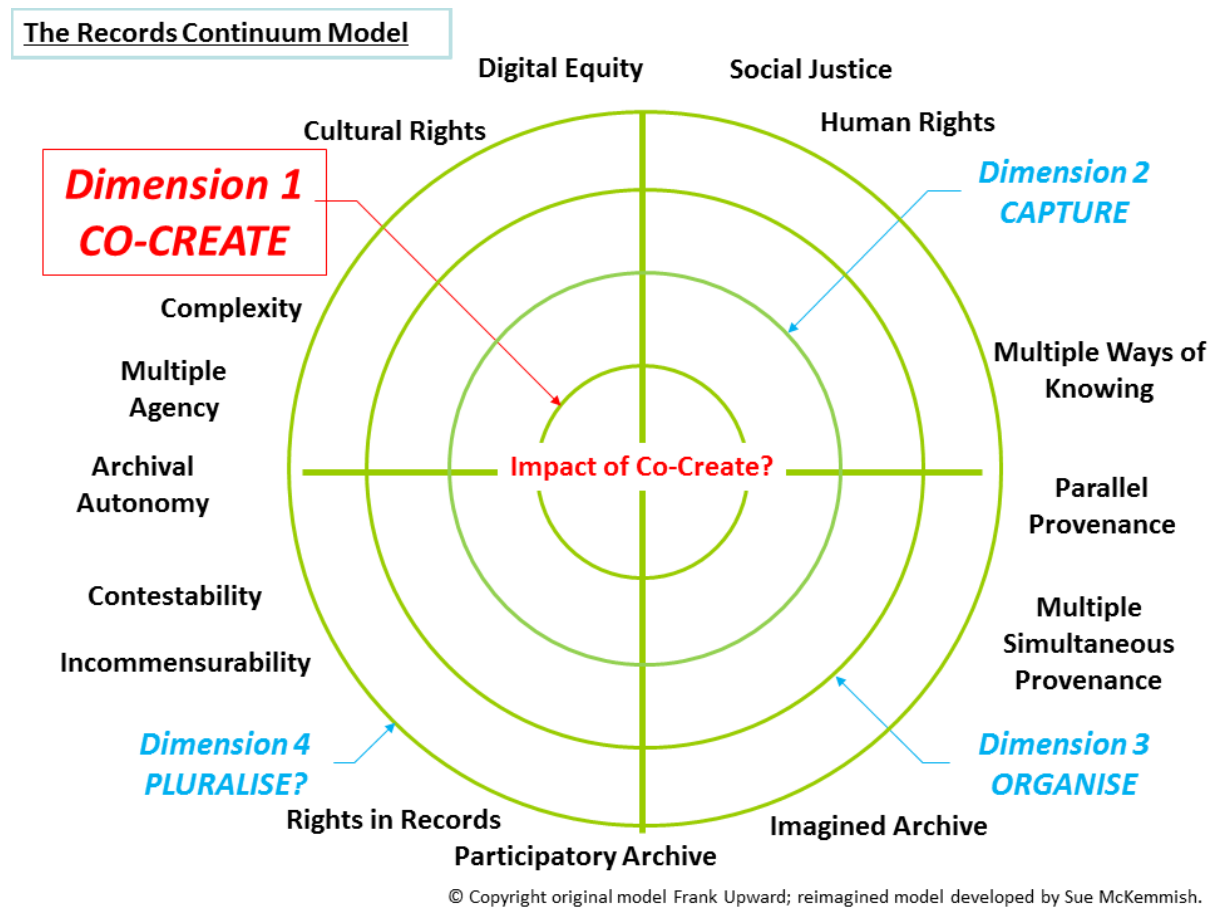 The Records Continuum Model
Digital Equity
Social Justice
Cultural Rights
Human Rights
Dimension 1
CO-CREATE
Dimension 2
CAPTURE
Complexity
Multiple Ways of
Knowing
Multiple
Agency
Archival
Autonomy
Impact of Co-Create?
Parallel
Provenance
Contestability
Multiple
Simultaneous
Provenance
Incommensurability
Dimension 4
PLURALISE?
Dimension 3
ORGANISE
Rights in Records
Imagined Archive
Participatory Archive
© Copyright original model Frank Upward; reimagined model developed by Sue McKemmish.